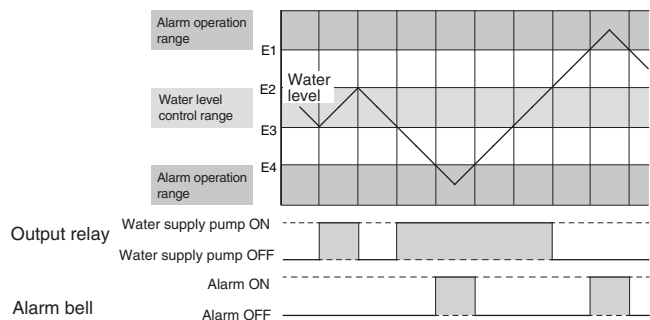 Alarm operation
range
E1
E2
Water
level
Water level
control range
E3
E4
Alarm operation
range
Output relay
Water supply pump ON
Water supply pump OFF
Alarm ON
Alarm bell
Alarm OFF